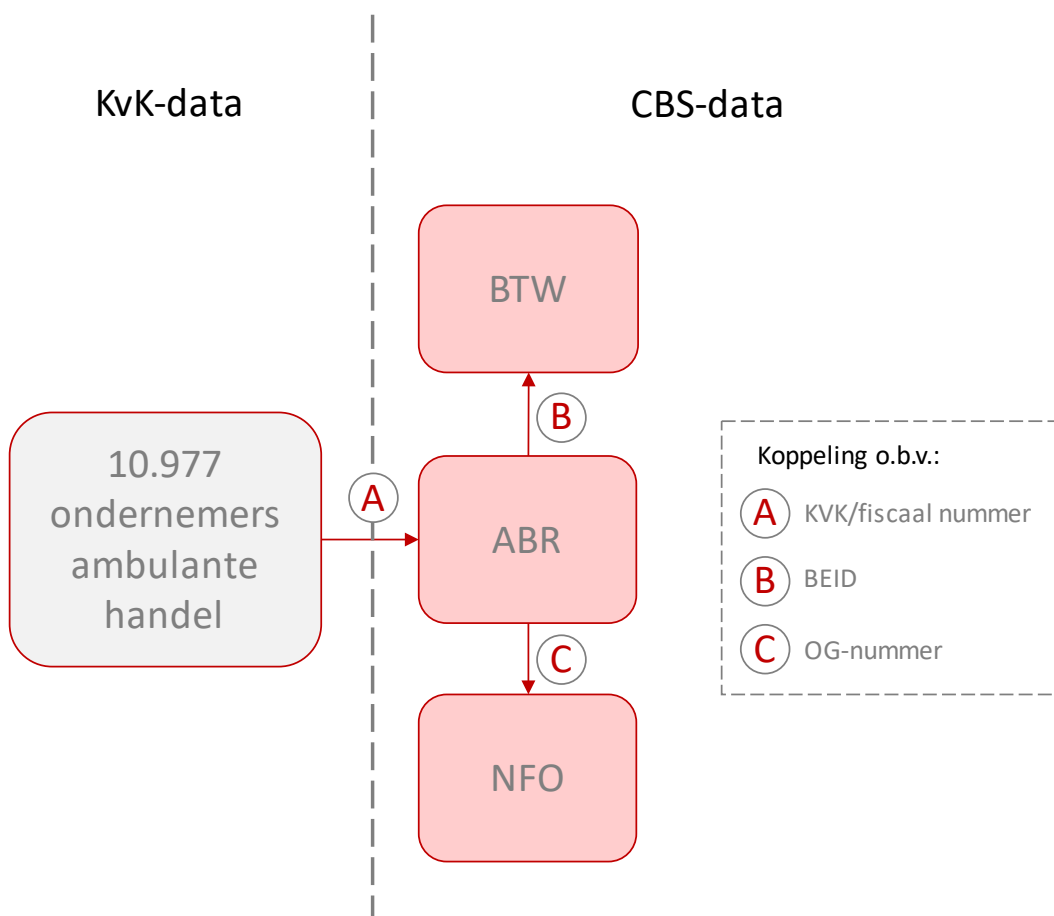 KvK-data
CBS-data
BTW
B
10.977
ondernemers
ambulante
handel
A
ABR
C
NFO
Koppeling o.b.v.:
A KVK/fiscaal nummer
B BEID
C OG-nummer